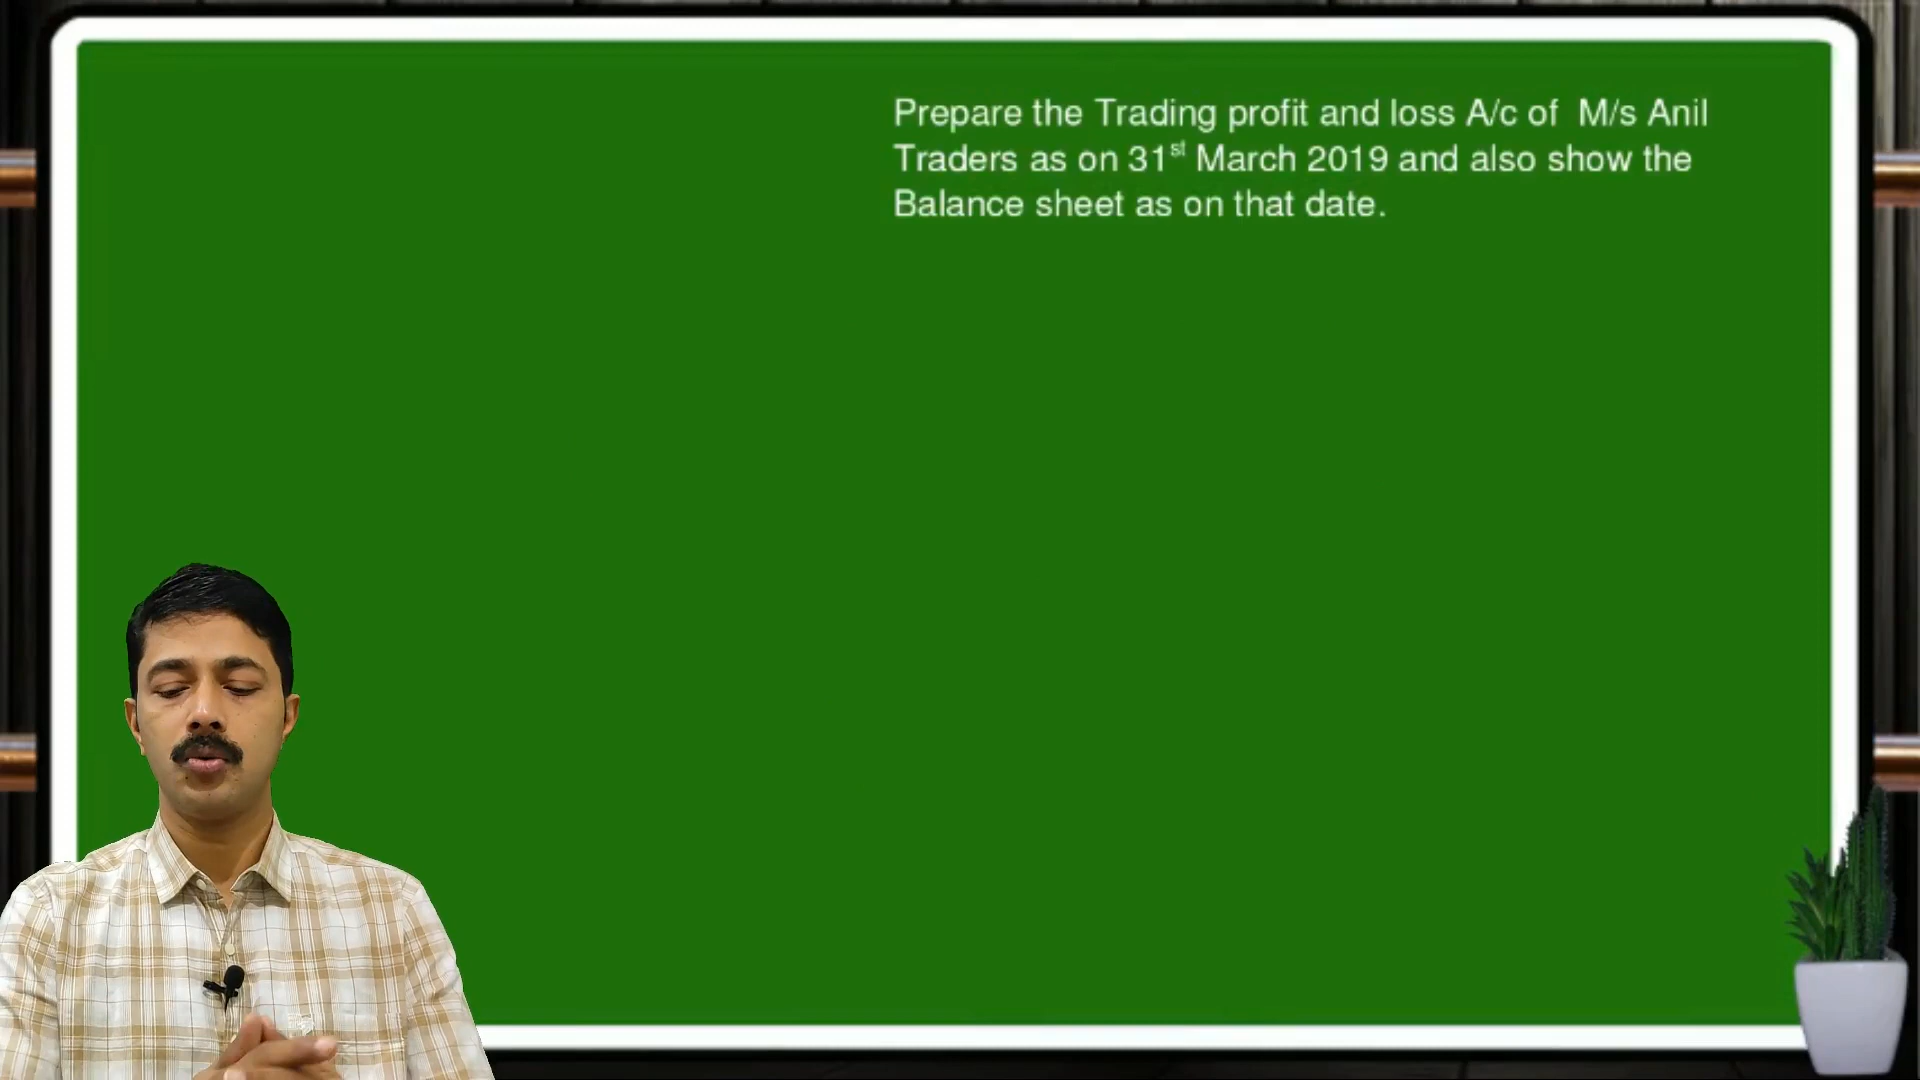 Prepare the Trading profit and loss A/c of M/s Anil
Traders as on 31st March 2019 and also show the
Balance sheet as on that date.